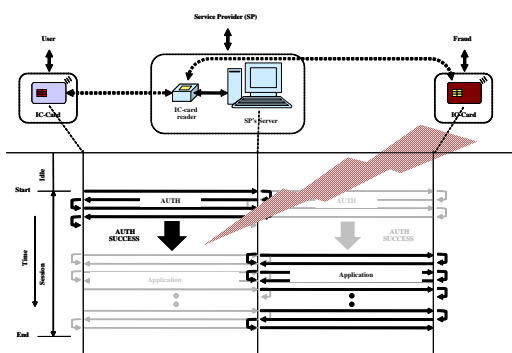 Service Provider (SP)
User
Fraud
IC-Card
IC-card
reader
SP's Server
IC-Card
Idle
Start
AUTH
AUTH
AUTH
SUCCESS
AUTH
SUCCESS
Time
Session
Application
Application
End